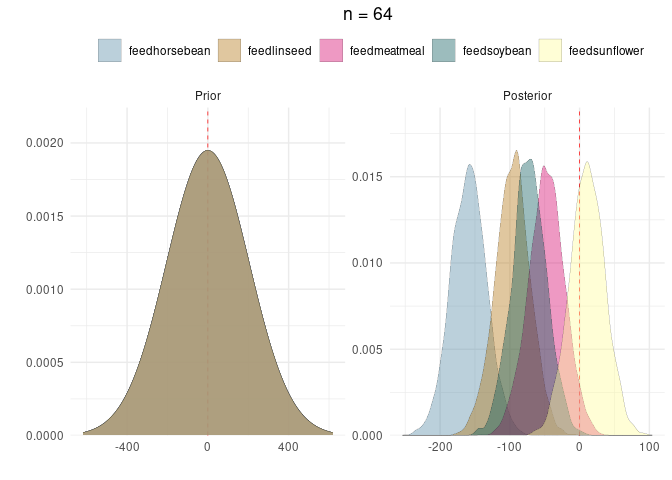 n = 64
feedhorsebean feedlinseed feedmeatmeal feedsoybean feedsunflower
Prior
0.0020
0.0015
0.0010
0.0005
0.0000
-400 0 400
Posterior
0.015
0.010
0.005
0.000
-200 -100 0 100